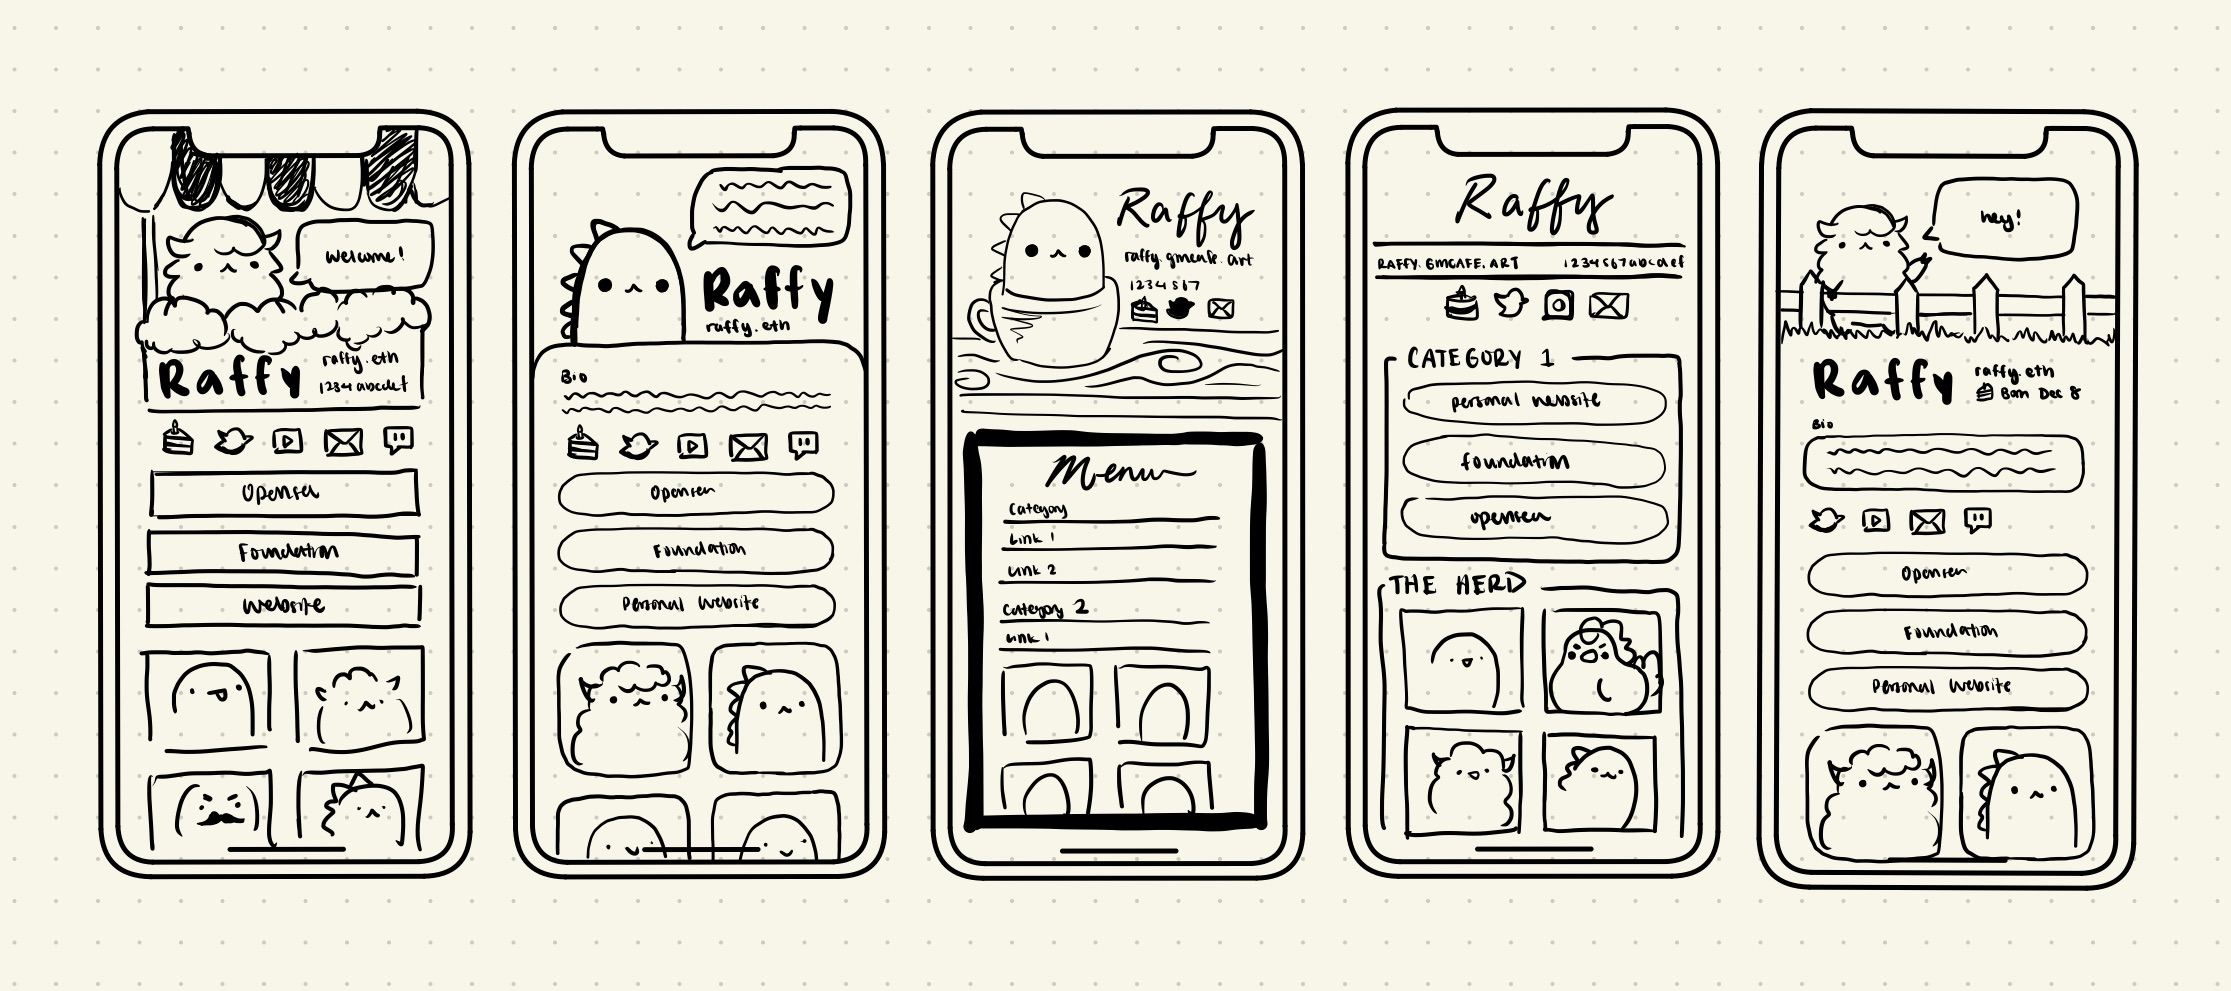 Welcome!
Raffy
raffy.eth
1234abcdef
Opensea
Foundation
Website
Raffy
raffy.eth
Bio
Opensea
Foundation
Personal Website
Raffy
raffy.gmcafe.art
1234567
Menu
Category
Link 1
Link 2
Category 2
Link 1
Raffy
RAFFY.GMCAFE.ART 1234567abcdef
CATEGORY 1
personal website
foundation
opensea
THE HERD
hey!
Raffy
raffy.eth
Born Dec 8
Bio
Opensea
Foundation
Personal Website